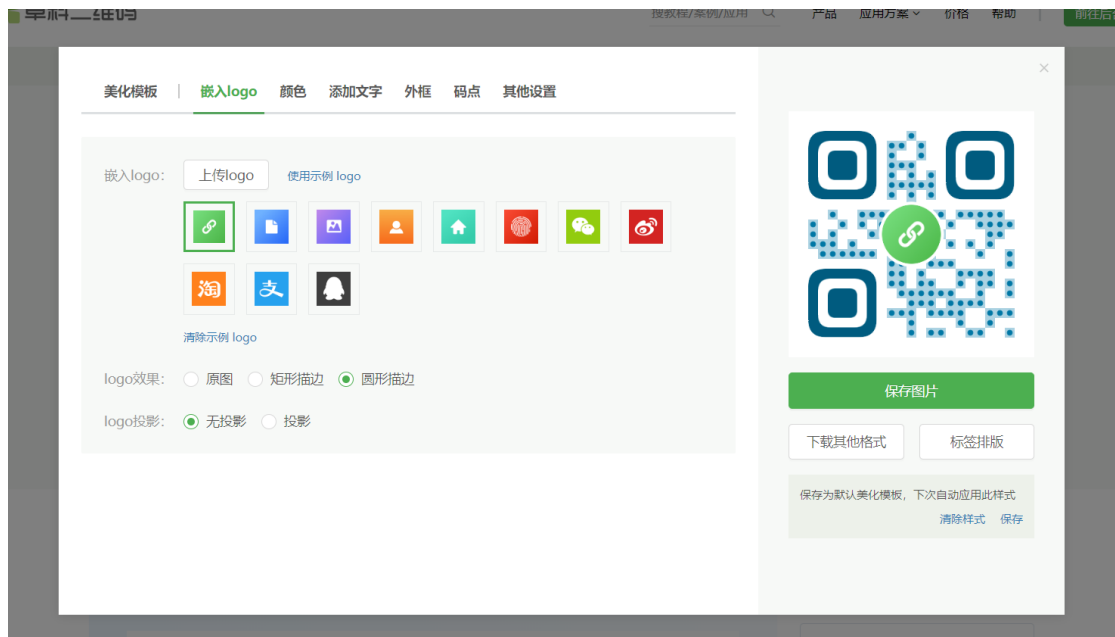 草料二维码
搜教程/案例/应用 产品 应用方案 价格 帮助 前往后
美化模板 嵌入logo 颜色 添加文字 外框 码点 其他设置
嵌入logo: 上传logo 使用示例 logo
淘 支
清除示例 logo
logo效果: 原图 矩形描边 圆形描边
logo投影: 无投影 投影
保存图片
下载其他格式 标签排版
保存为默认美化模板，下次自动应用此样式
清除样式 保存